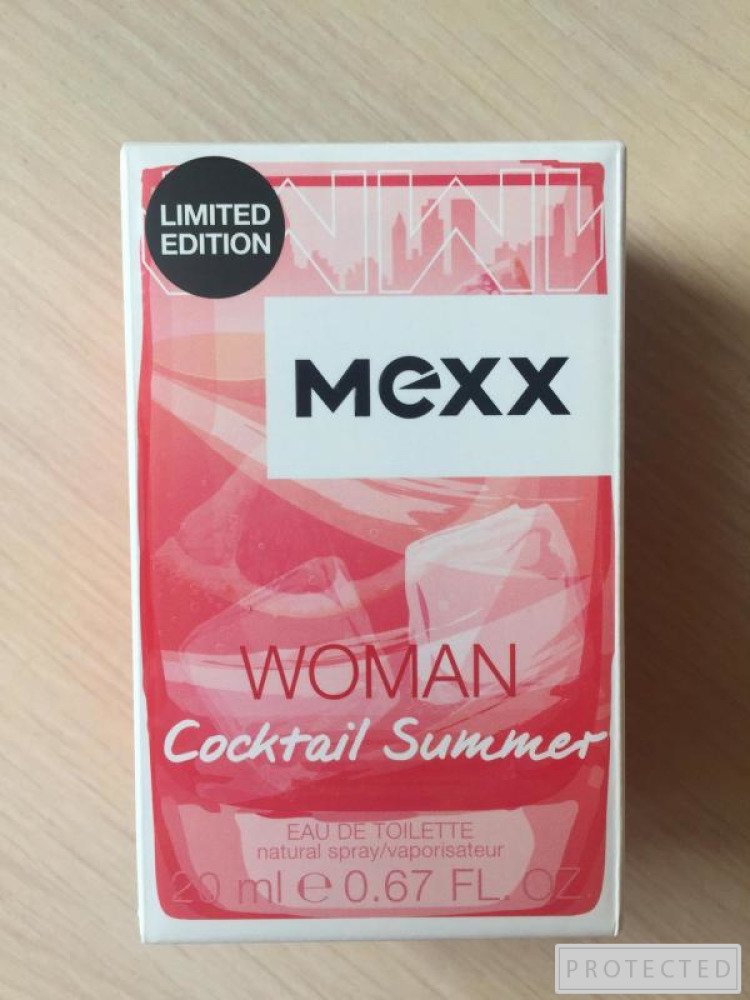 LIMITED
EDITION
Mexx
WOMAN
Cocktail Summer
EAU DE TOILETTE
natural spray/vaporisateur
20 ml ℮ 0.67 FL. OZ.
PROTECTED